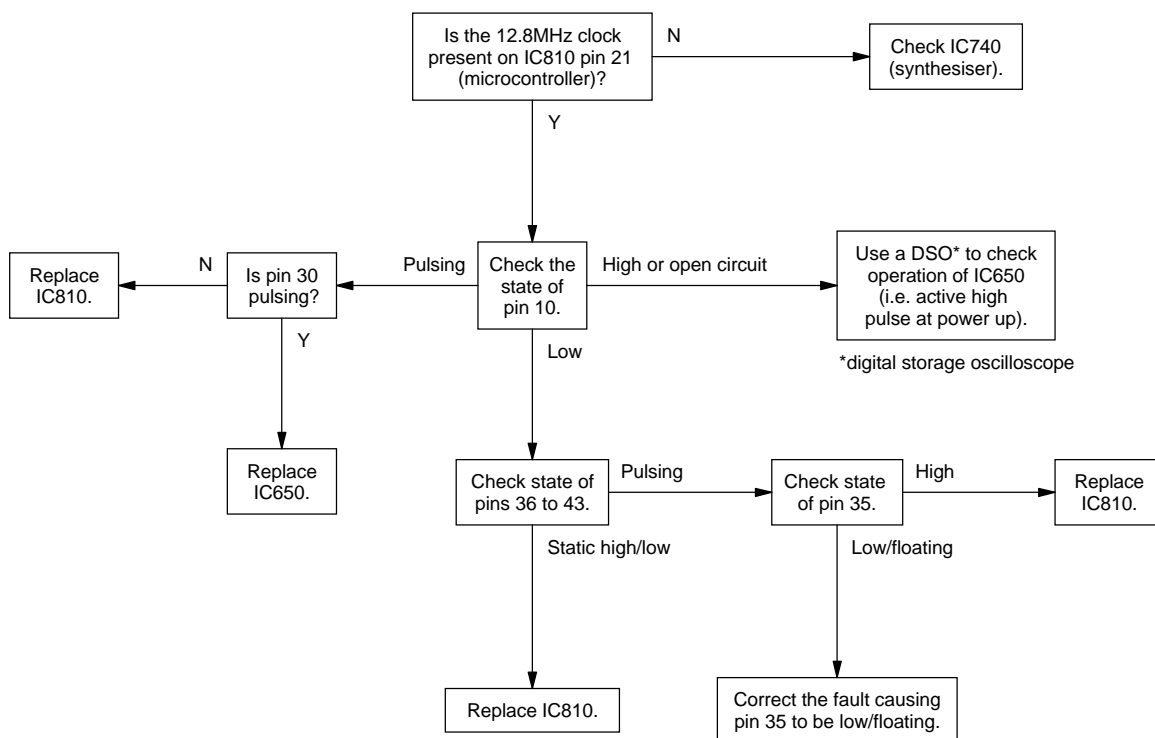 Is the 12.8MHz clock
present on IC810 pin 21
(microcontroller)?
N
Check IC740
(synthesiser).
Y
Replace
IC810.
N
Is pin 30
pulsing?
Pulsing
Check the
state of
pin 10.
High or open circuit
Use a DSO* to check
operation of IC650
(i.e. active high
pulse at power up).
Y
Low
*digital storage oscilloscope
Replace
IC650.
Check state of
pins 36 to 43.
Pulsing
Check state
of pin 35.
High
Replace
IC810.
Static high/low
Low/floating
Replace IC810.
Correct the fault causing
pin 35 to be low/floating.